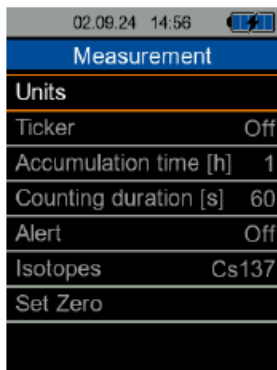 02.09.24 14:56
Measurement
Units
Ticker Off
Accumulation time [h] 1
Counting duration [s] 60
Alert Off
Isotopes Cs137
Set Zero